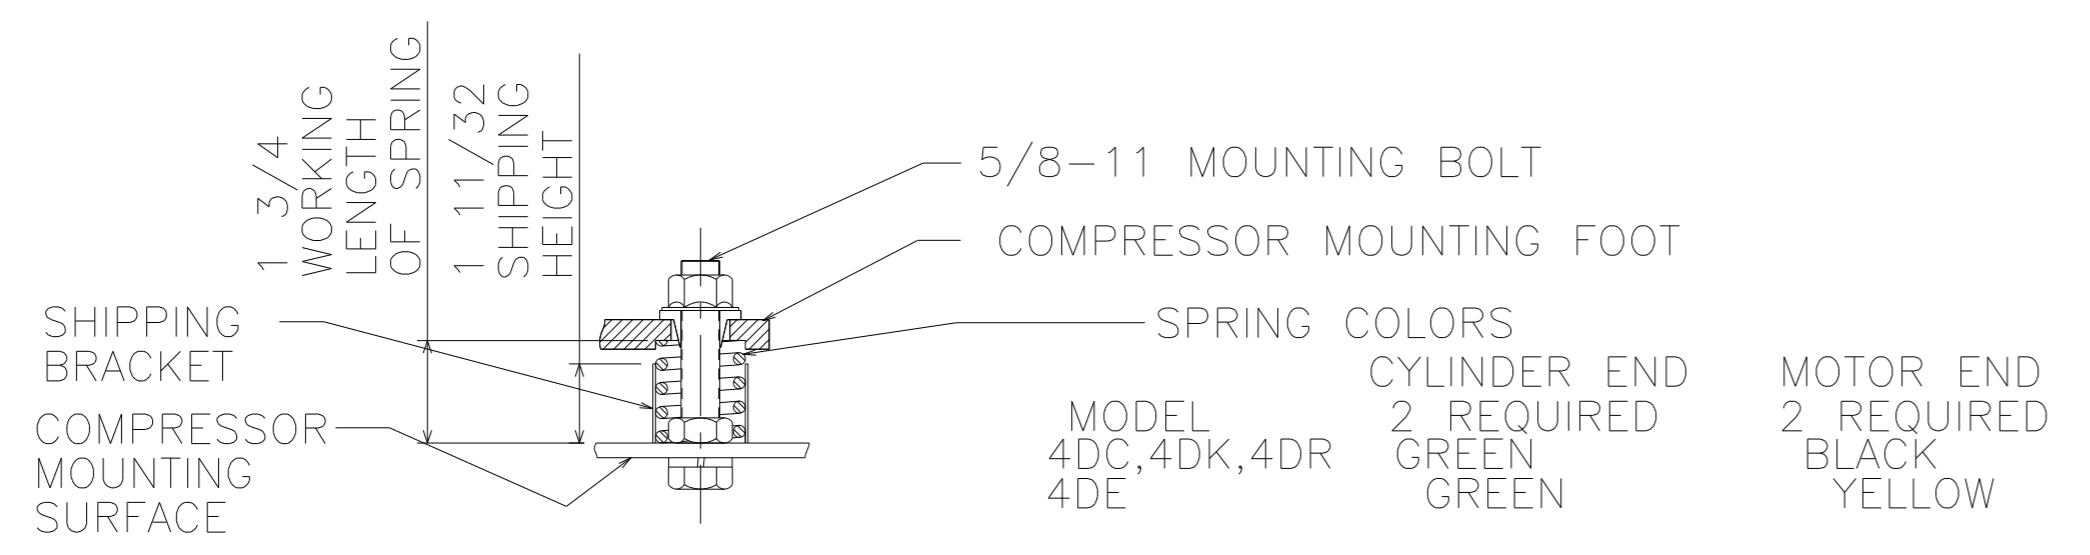 1 3/4
WORKING
LENGTH
OF SPRING
1 11/32
SHIPPING
HEIGHT
5/8-11 MOUNTING BOLT
COMPRESSOR MOUNTING FOOT
SHIPPING
BRACKET
COMPRESSOR
MOUNTING
SURFACE
SPRING COLORS
CYLINDER END MOTOR END
MODEL 2 REQUIRED 2 REQUIRED
4DC,4DK,4DR GREEN BLACK
4DE GREEN YELLOW